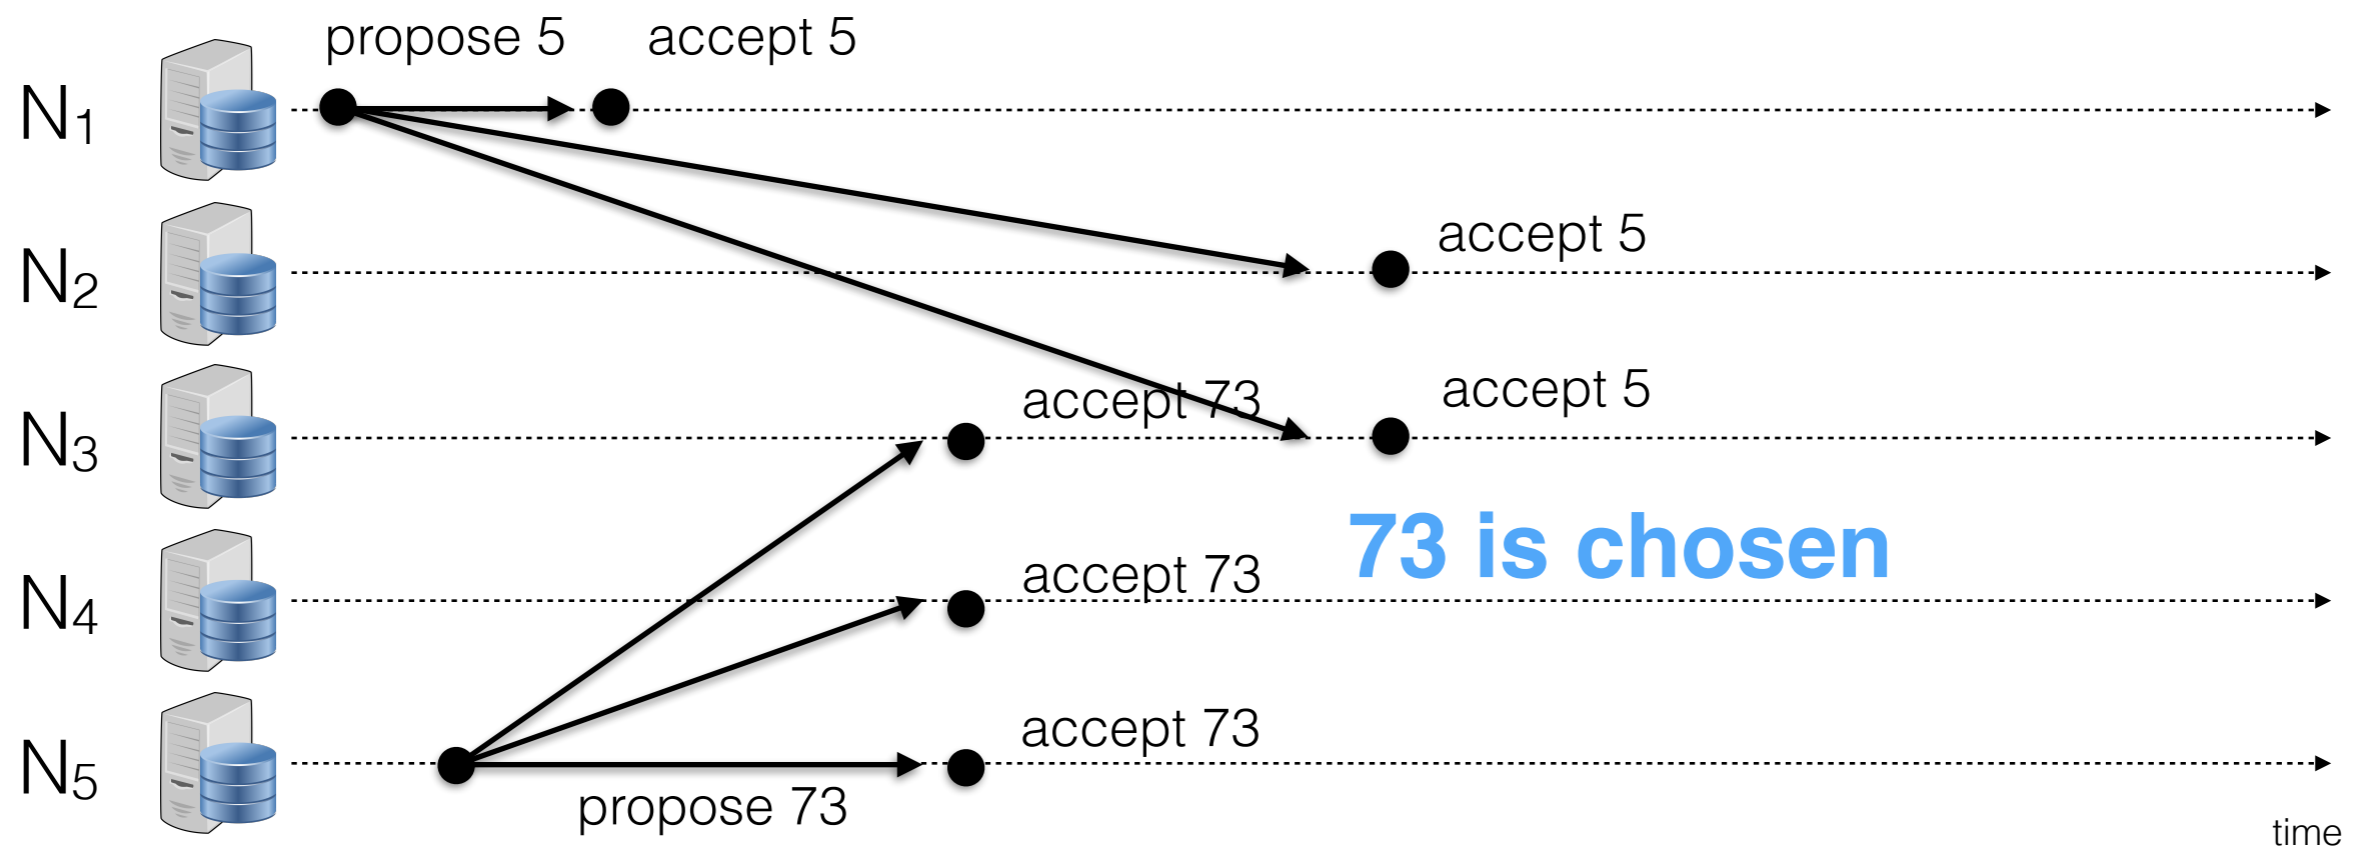 propose 5
accept 5
N1
accept 5
N2
accept 73
accept 5
N3
73 is chosen
accept 73
N4
accept 73
N5
propose 73
time